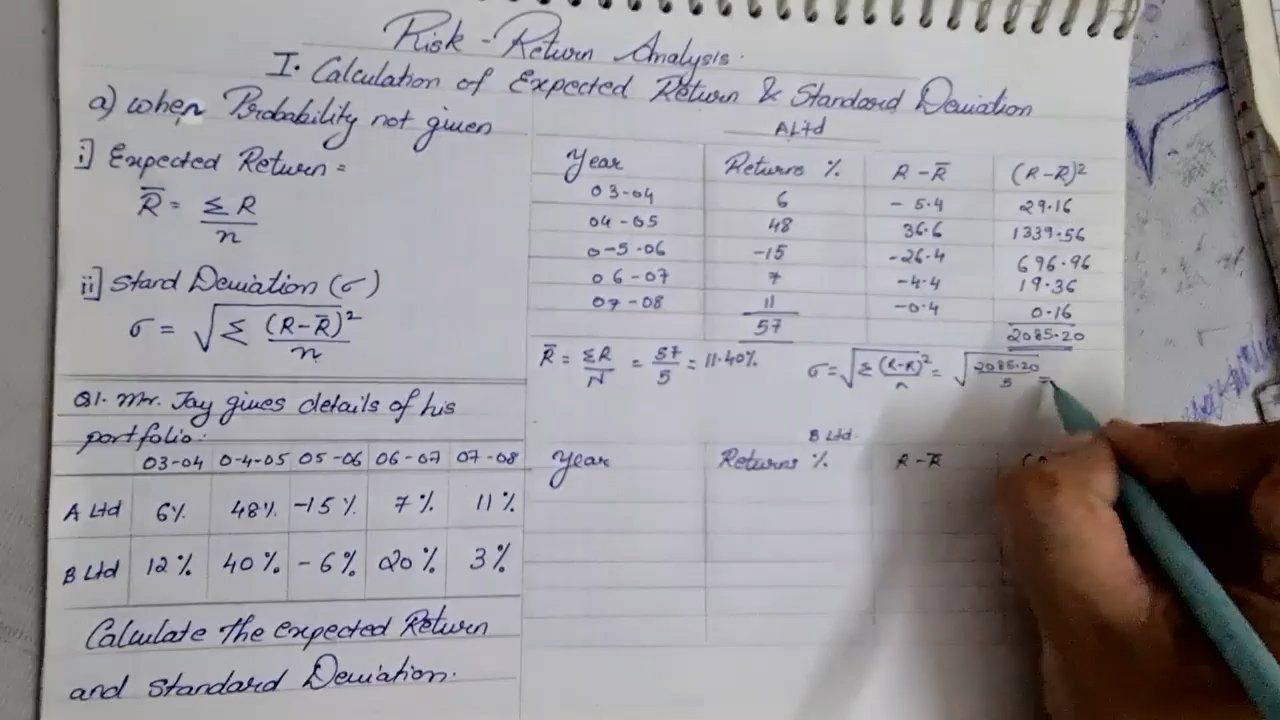 Risk - Return Analysis.
I. Calculation of Expected Return & Standard Deviation
a) when Probability not given
i] Expected Return =
R̅ = ΣR / n
ii] Stard Deviation (σ)
σ = √Σ (R-R̅)² / n
Q1. Mr. Jay gives details of his
portfolio.
03-04 0-4-05 05-06 06-07 07-08
A Ltd 6% 48% -15% 7% 11%
B Ltd 12% 40% -6% 20% 3%
Calculate the expected Return
and Standard Deviation.
A Ltd
Year Returns % R-R̅ (R-R̅)²
03-04 6 -5.4 29.16
04-05 48 36.6 1339.56
0-5-06 -15 -26.4 696.96
06-07 7 -4.4 19.36
07-08 11 -0.4 0.16
57 2085.20
R̅ = ΣR / N = 57 / 5 = 11.40% σ = √Σ (R-R̅)² / n = √2085.20 / 5 =
B Ltd.
Year Returns % R-R̅